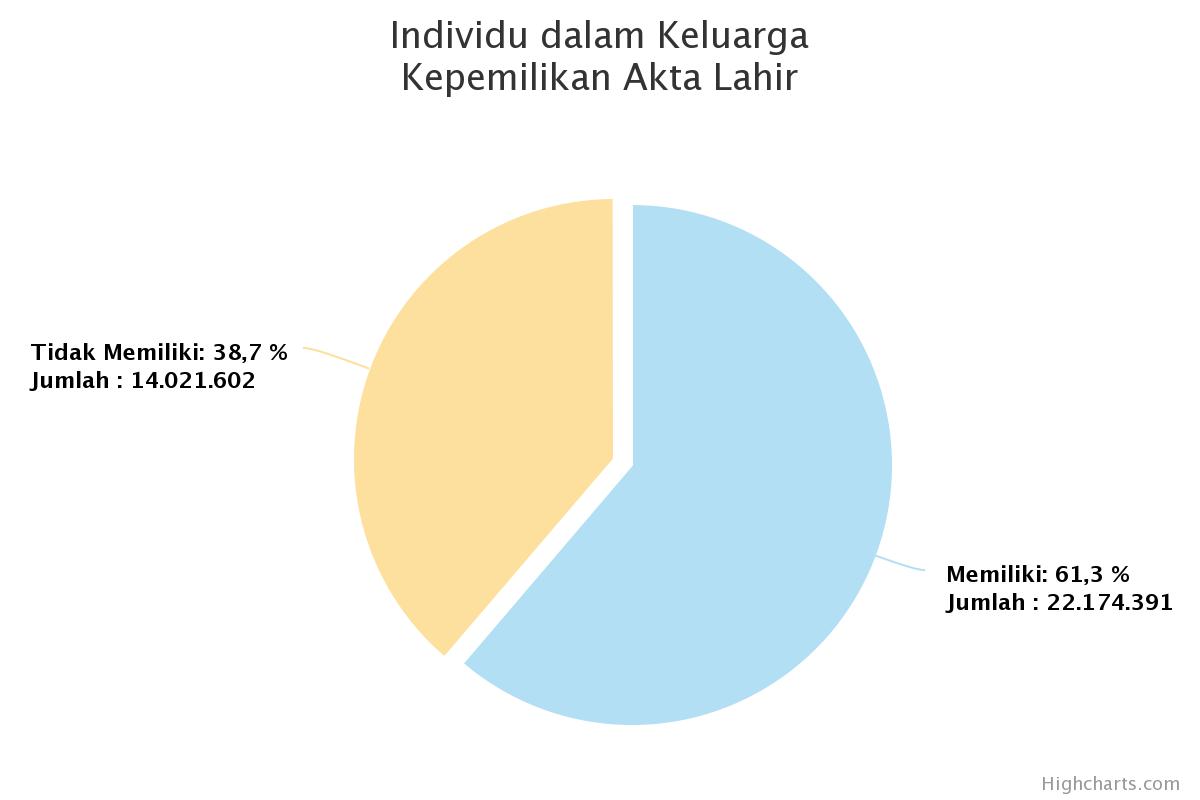 Individu dalam Keluarga
Kepemilikan Akta Lahir
Tidak Memiliki: 38,7 %
Jumlah : 14.021.602
Memiliki: 61,3 %
Jumlah : 22.174.391
Highcharts.com